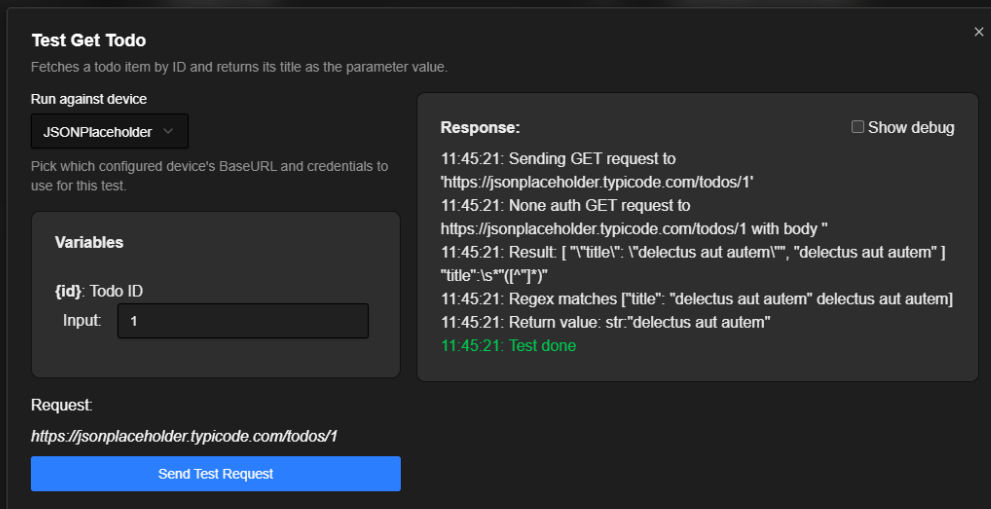 Test Get Todo
Fetches a todo item by ID and returns its title as the parameter value.
Run against device
JSONPlaceholder
Pick which configured device's BaseURL and credentials to
use for this test.
Variables
{id}: Todo ID
Input: 1
Request:
https://jsonplaceholder.typicode.com/todos/1
Send Test Request
Response:
Show debug
11:45:21: Sending GET request to
'https://jsonplaceholder.typicode.com/todos/1'
11:45:21: None auth GET request to
https://jsonplaceholder.typicode.com/todos/1 with body ''
11:45:21: Result: [ "\"title\": \"delectus aut autem\"", "delectus aut autem" ]
"title":\s*"([^"]*)"
11:45:21: Regex matches ["title": "delectus aut autem" delectus aut autem]
11:45:21: Return value: str:"delectus aut autem"
11:45:21: Test done